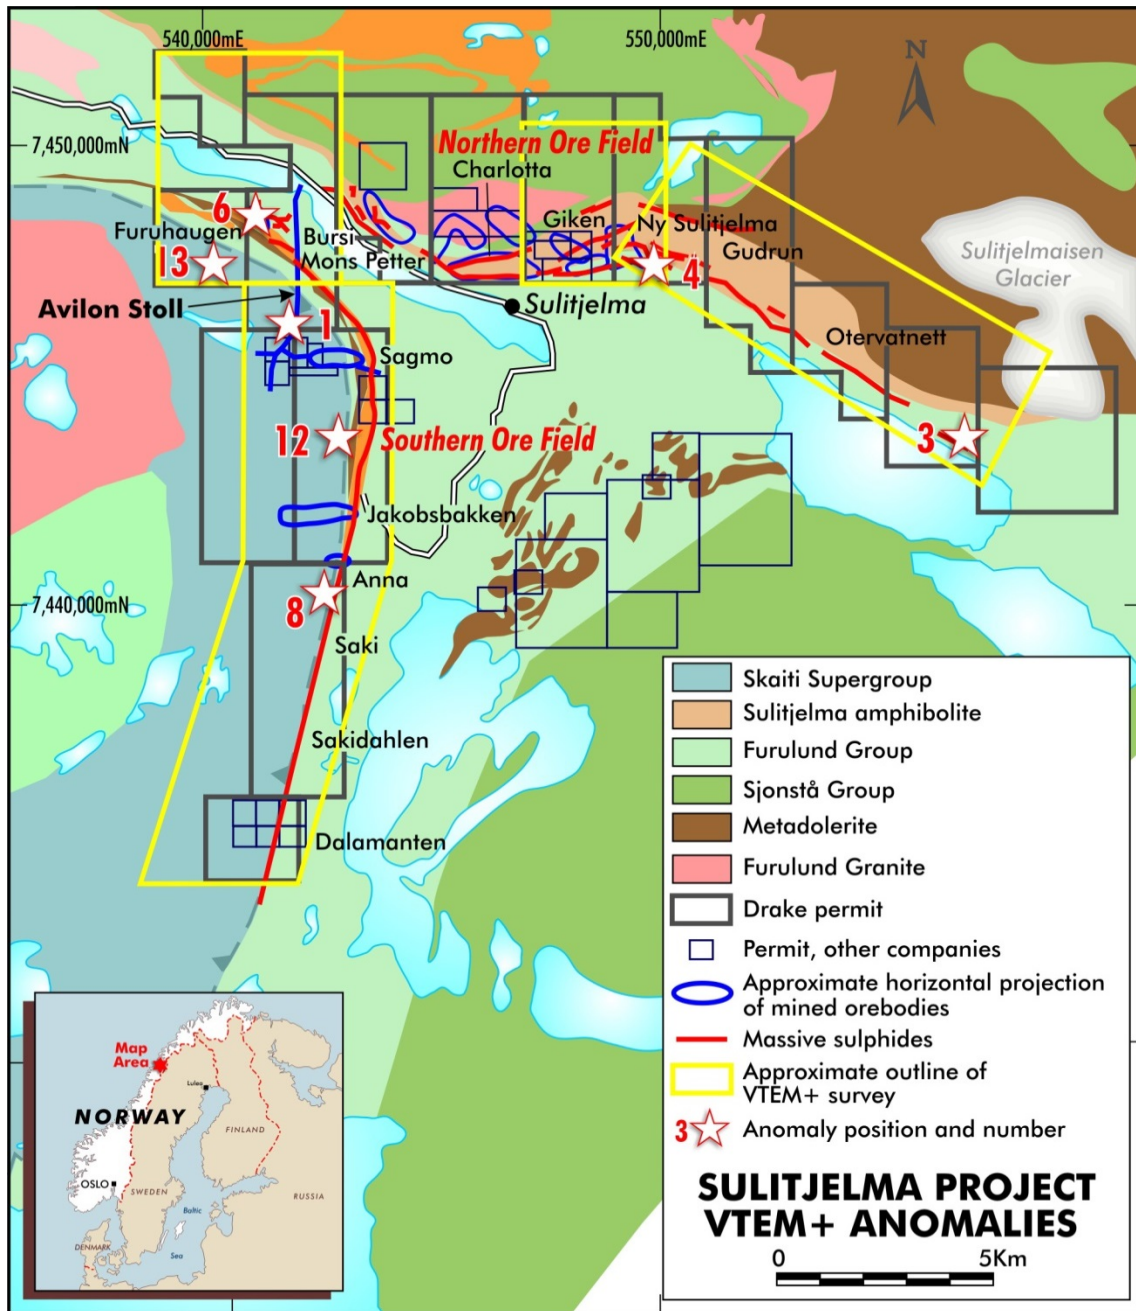 540,000mE
550,000mE
N
7,450,000mN
Northern Ore Field
Charlotta
6
Furuhaugen
Bursi
Giken
Ny Sulitjelma
Gudrun
13
Mons Petter
4
Sulitjelmaisen
Glacier
Avilon Stoll
Sulitjelma
1
Otervatnett
Sagmo
12
Southern Ore Field
3
Jakobsbakken
Anna
7,440,000mN
8
Saki
Sakidahlen
Dalamanten
Skaiti Supergroup
Sulitjelma amphibolite
Furulund Group
Sjonstå Group
Metadolerite
Furulund Granite
Drake permit
Permit, other companies
Approximate horizontal projection
of mined orebodies
Massive sulphides
Approximate outline of
VTEM+ survey
3 Anomaly position and number
SULITJELMA PROJECT
VTEM+ ANOMALIES
0 5Km
Map
Area
Lulea
NORWAY
FINLAND
OSLO
SWEDEN
RUSSIA
Baltic
Sea
DENMARK